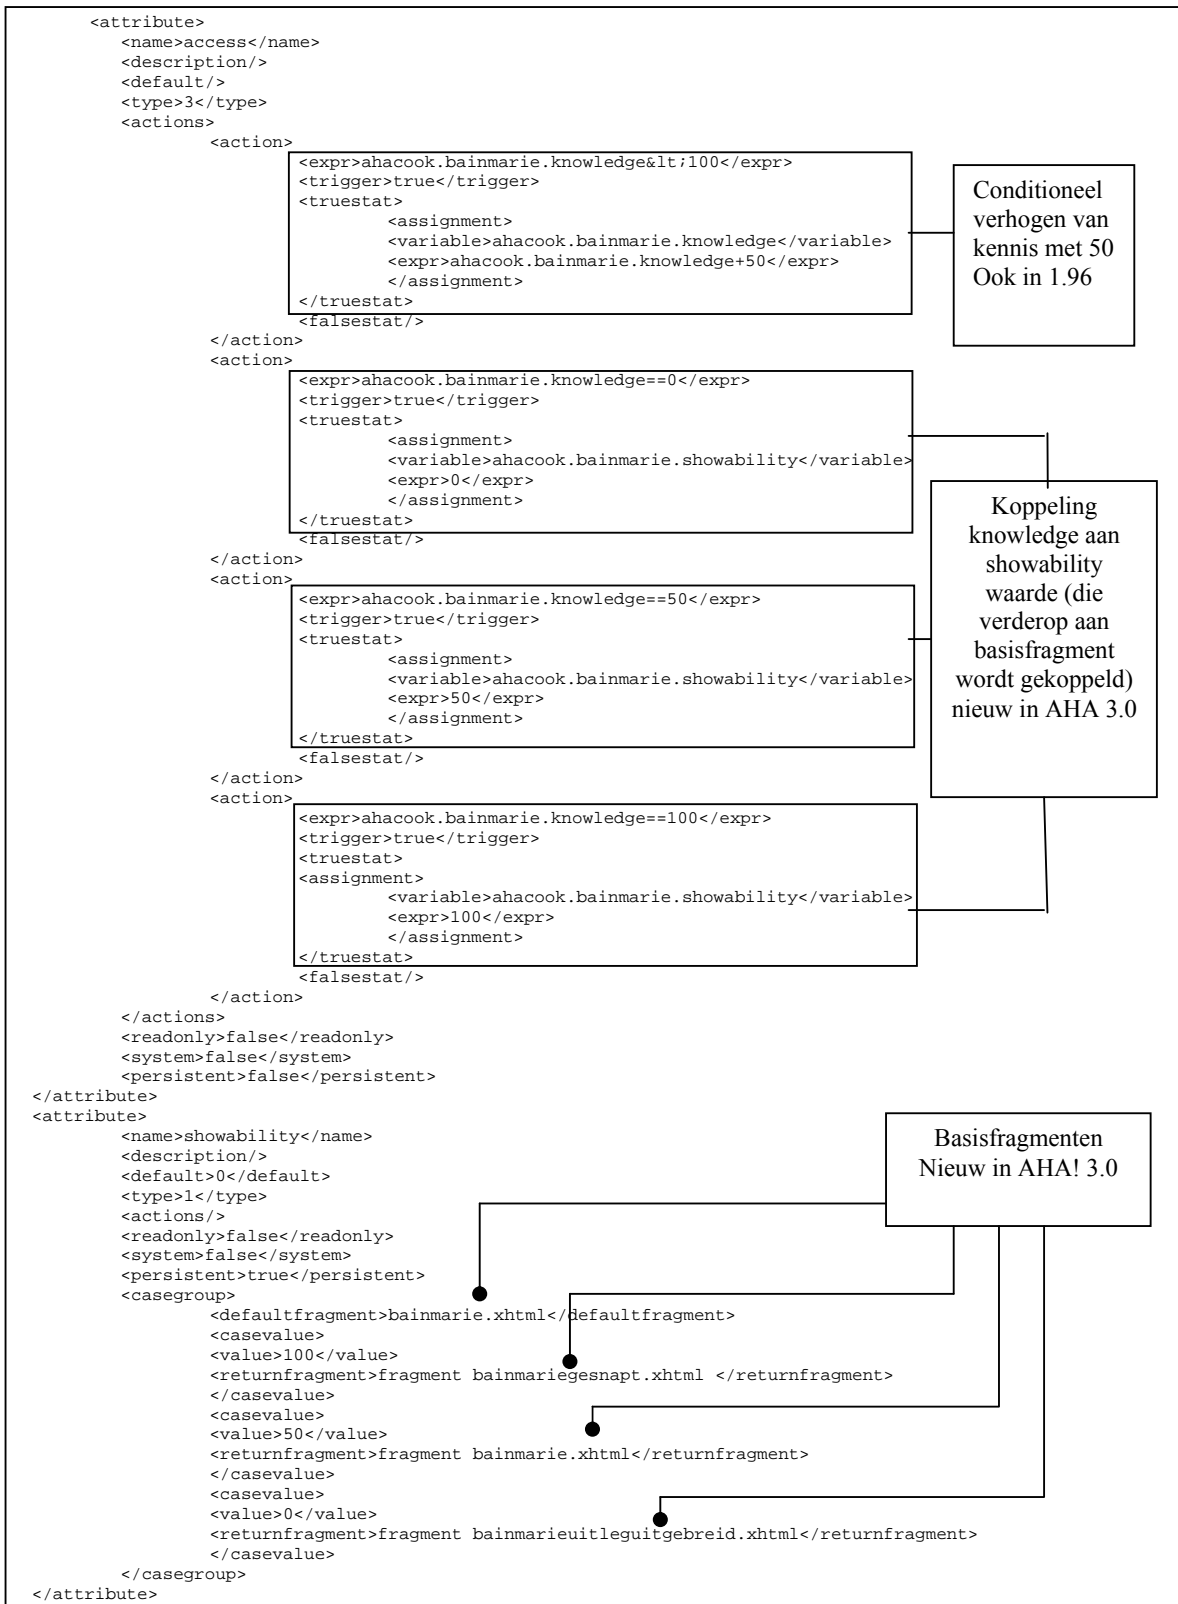 <attribute>
<name>access</name>
<description/>
<default/>
<type>3</type>
<actions>
<action>
<expr>ahacook.bainmarie.knowledge&lt;100</expr>
<trigger>true</trigger>
<truestat>
<assignment>
<variable>ahacook.bainmarie.knowledge</variable>
<expr>ahacook.bainmarie.knowledge+50</expr>
</assignment>
</truestat>
<falsestat/>
</action>
Conditioneel
verhogen van
kennis met 50
Ook in 1.96
<action>
<expr>ahacook.bainmarie.knowledge==0</expr>
<trigger>true</trigger>
<truestat>
<assignment>
<variable>ahacook.bainmarie.showability</variable>
<expr>0</expr>
</assignment>
</truestat>
<falsestat/>
</action>
<action>
<expr>ahacook.bainmarie.knowledge==50</expr>
<trigger>true</trigger>
<truestat>
<assignment>
<variable>ahacook.bainmarie.showability</variable>
<expr>50</expr>
</assignment>
</truestat>
<falsestat/>
</action>
Koppeling
knowledge aan
showability
waarde (die
verderop aan
basisfragment
wordt gekoppeld)
nieuw in AHA 3.0
<action>
<expr>ahacook.bainmarie.knowledge==100</expr>
<trigger>true</trigger>
<truestat>
<assignment>
<variable>ahacook.bainmarie.showability</variable>
<expr>100</expr>
</assignment>
</truestat>
<falsestat/>
</action>
</actions>
<readonly>false</readonly>
<system>false</system>
<persistent>false</persistent>
</attribute>
<attribute>
<name>showability</name>
<description/>
<default>0</default>
<type>1</type>
<actions/>
<readonly>false</readonly>
<system>false</system>
<persistent>true</persistent>
Basisfragmenten
Nieuw in AHA! 3.0
<casegroup>
<defaultfragment>bainmarie.xhtml</defaultfragment>
<casevalue>
<value>100</value>
<returnfragment>fragment bainmariegesnapt.xhtml </returnfragment>
</casevalue>
<casevalue>
<value>50</value>
<returnfragment>fragment bainmarie.xhtml</returnfragment>
</casevalue>
<casevalue>
<value>0</value>
<returnfragment>fragment bainmarieuitleguitgebreid.xhtml</returnfragment>
</casevalue>
</casegroup>
</attribute>